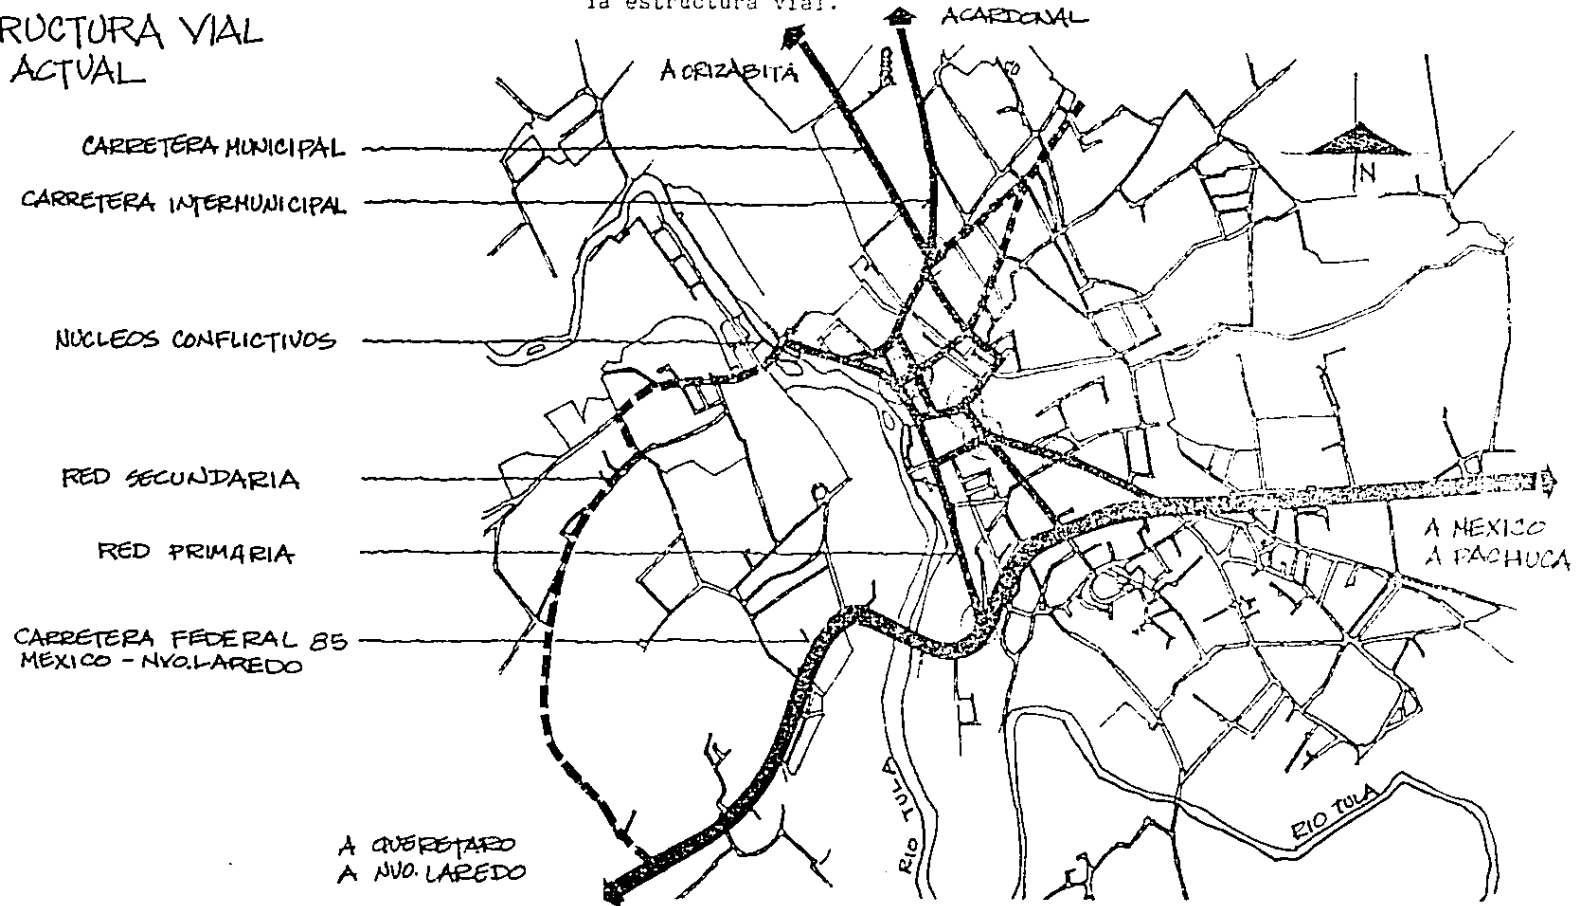 la estructura vial.
RUCTURA VIAL
ACTUAL
A CARDONAL
A ORIZABITA
CARRETERA MUNICIPAL
N
CARRETERA INTERMUNICIPAL
NUCLEOS CONFLICTIVOS
RED SECUNDARIA
RED PRIMARIA
A MEXICO
A PACHUCA
CARRETERA FEDERAL 85
MEXICO - NVO. LAREDO
RIO TULA
RIO TULA
A QUERETARO
A NVO. LAREDO